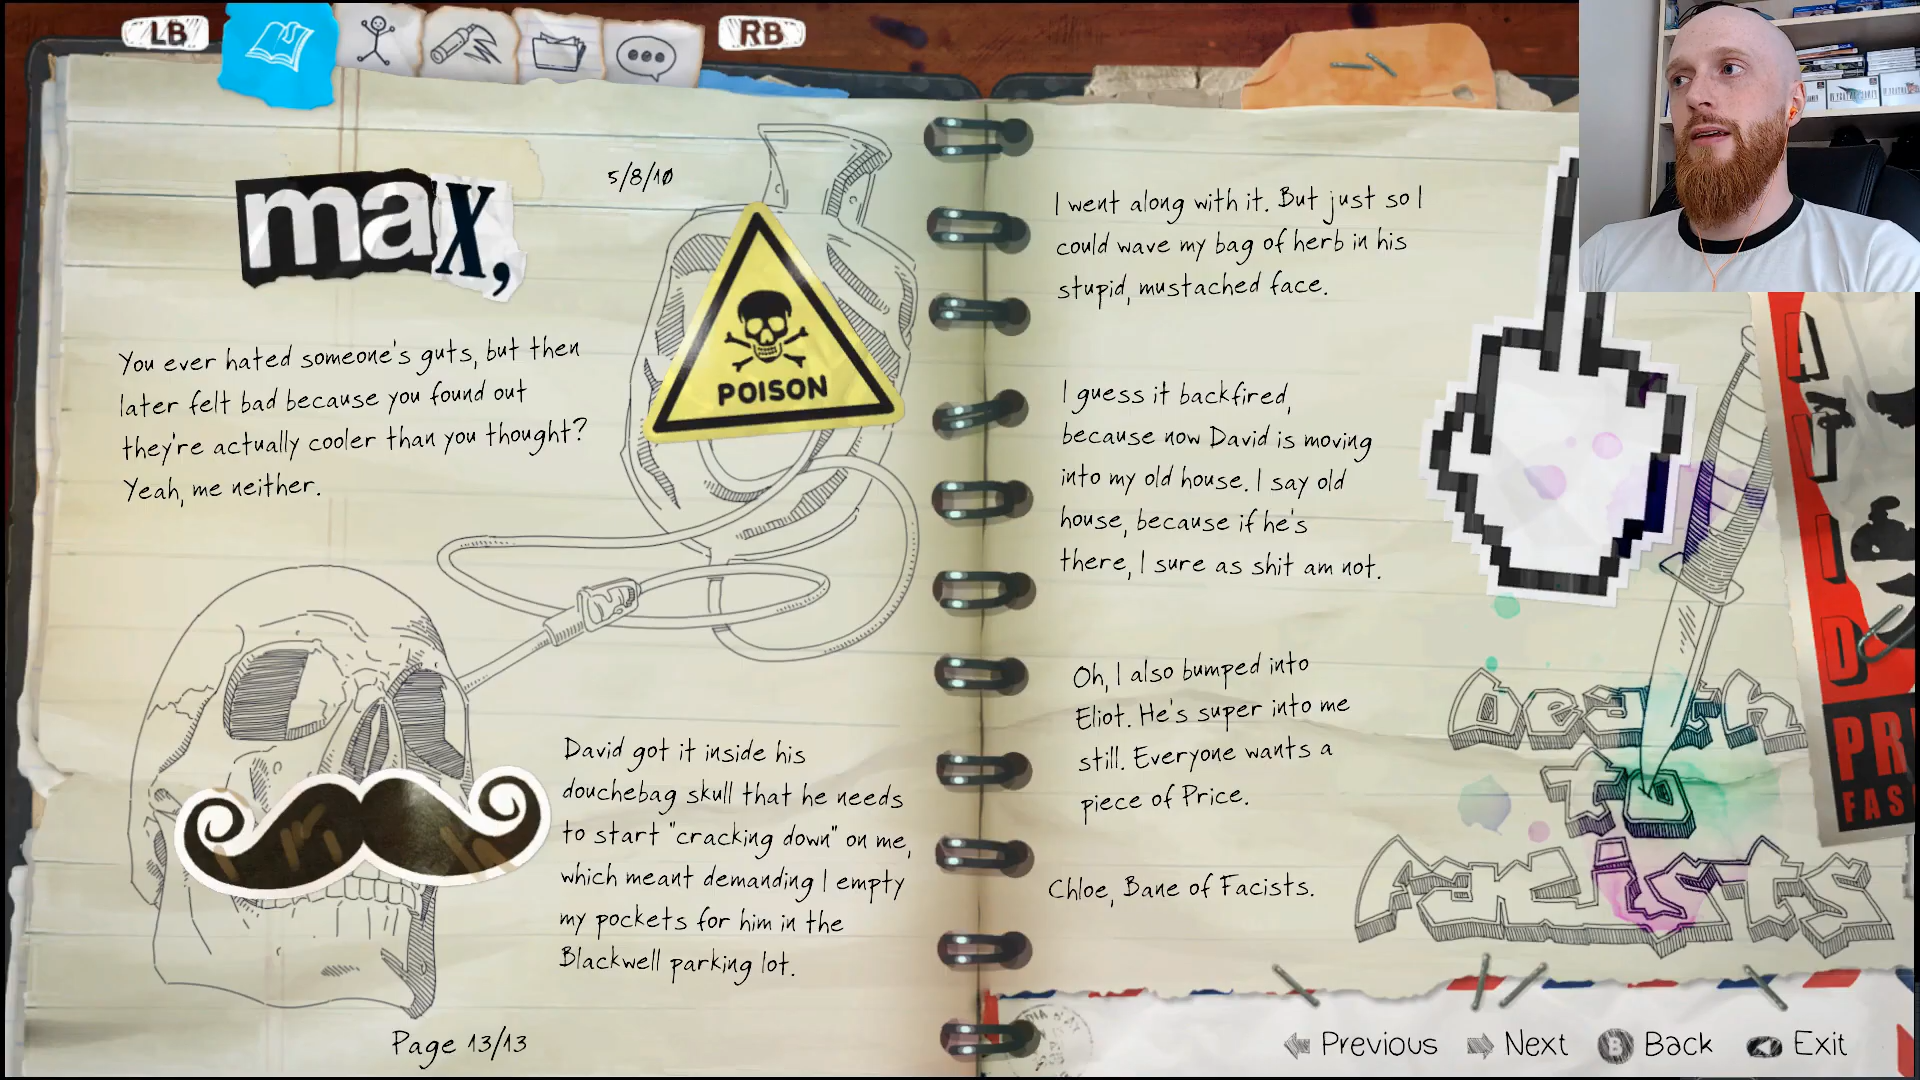 LB
RB
max,
5/8/10
POISON
You ever hated someone's guts, but then
later felt bad because you found out
they're actually cooler than you thought?
Yeah, me neither.
David got it inside his
douchebag skull that he needs
to start "cracking down" on me,
which meant demanding I empty
my pockets for him in the
Blackwell parking lot.
Page 13/13
I went along with it. But just so I
could wave my bag of herb in his
stupid, mustached face.
I guess it backfired,
because now David is moving
into my old house. I say old
house, because if he's
there, I sure as shit am not.
Oh, I also bumped into
Eliot. He's super into me
still. Everyone wants a
piece of Price.
Chloe, Bane of Facists.
Death
to
facists
PR
FAS
Previous
Next
B Back
Exit